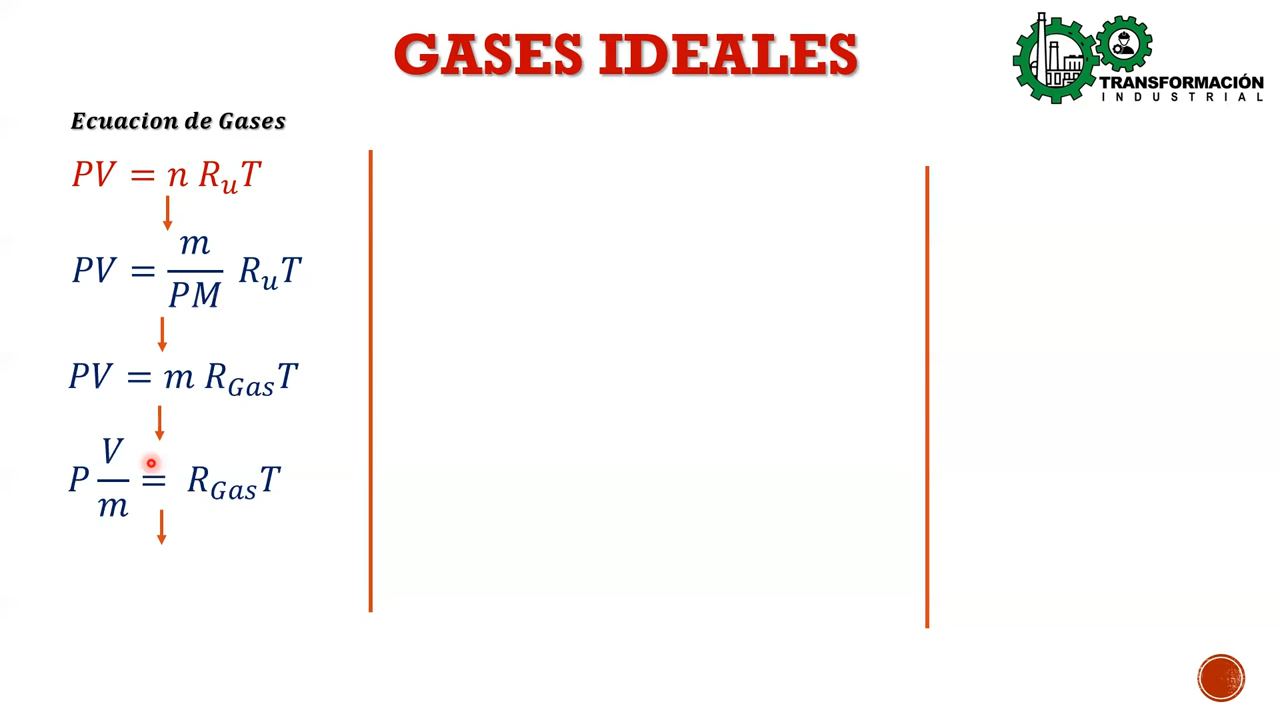 GASES IDEALES
TRANSFORMACIÓN
INDUSTRIAL
Ecuacion de Gases
PV = n R_u T
PV = m/PM R_u T
PV = m R_Gas T
P V/m = R_Gas T